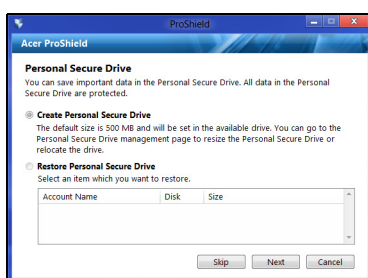 ProShield
Acer ProShield
Personal Secure Drive
You can save important data in the Personal Secure Drive. All data in the Personal
Secure Drive are protected.
Create Personal Secure Drive
The default size is 500 MB and will be set in the available drive. You can go to the
Personal Secure Drive management page to resize the Personal Secure Drive or
relocate the drive.
Restore Personal Secure Drive
Select an item which you want to restore.
Account Name Disk Size
Skip Next Cancel